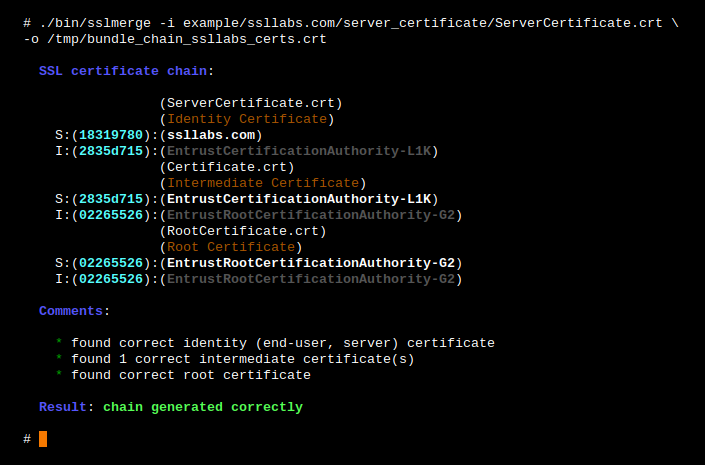 # ./bin/sslmerge -i example/ssllabs.com/server_certificate/ServerCertificate.crt \
-o /tmp/bundle_chain_ssllabs_certs.crt
SSL certificate chain:
(ServerCertificate.crt)
(Identity Certificate)
S:(18319780):(ssllabs.com)
I:(2835d715):(EntrustCertificationAuthority-L1K)
(Certificate.crt)
(Intermediate Certificate)
S:(2835d715):(EntrustCertificationAuthority-L1K)
I:(02265526):(EntrustRootCertificationAuthority-G2)
(RootCertificate.crt)
(Root Certificate)
S:(02265526):(EntrustRootCertificationAuthority-G2)
I:(02265526):(EntrustRootCertificationAuthority-G2)
Comments:
* found correct identity (end-user, server) certificate
* found 1 correct intermediate certificate(s)
* found correct root certificate
Result: chain generated correctly
#